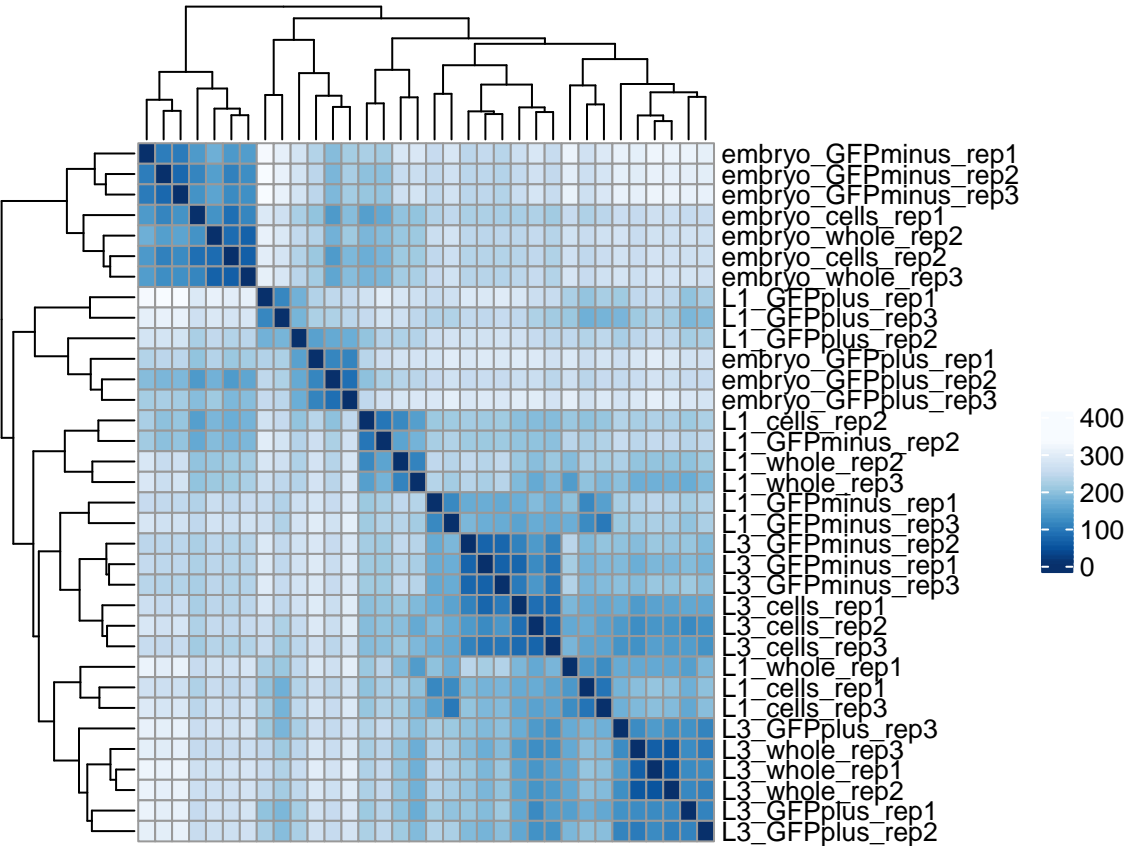 embryo_GFPminus_rep1
embryo_GFPminus_rep2
embryo_GFPminus_rep3
embryo_cells_rep1
embryo_whole_rep2
embryo_cells_rep2
embryo_whole_rep3
L1_GFPplus_rep1
L1_GFPplus_rep3
L1_GFPplus_rep2
embryo_GFPplus_rep1
embryo_GFPplus_rep2
embryo_GFPplus_rep3
L1_cells_rep2
L1_GFPminus_rep2
L1_whole_rep2
L1_whole_rep3
L1_GFPminus_rep1
L1_GFPminus_rep3
L3_GFPminus_rep2
L3_GFPminus_rep1
L3_GFPminus_rep3
L3_cells_rep1
L3_cells_rep2
L3_cells_rep3
L1_whole_rep1
L1_cells_rep1
L1_cells_rep3
L3_GFPplus_rep3
L3_whole_rep3
L3_whole_rep1
L3_whole_rep2
L3_GFPplus_rep1
L3_GFPplus_rep2
400
300
200
100
0